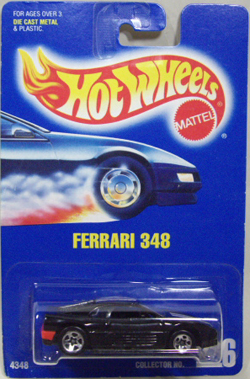 FOR AGES OVER 3
DIE CAST METAL
& PLASTIC
HOT WHEELS
MATTEL
FERRARI 348
4348
COLLECTOR NO.